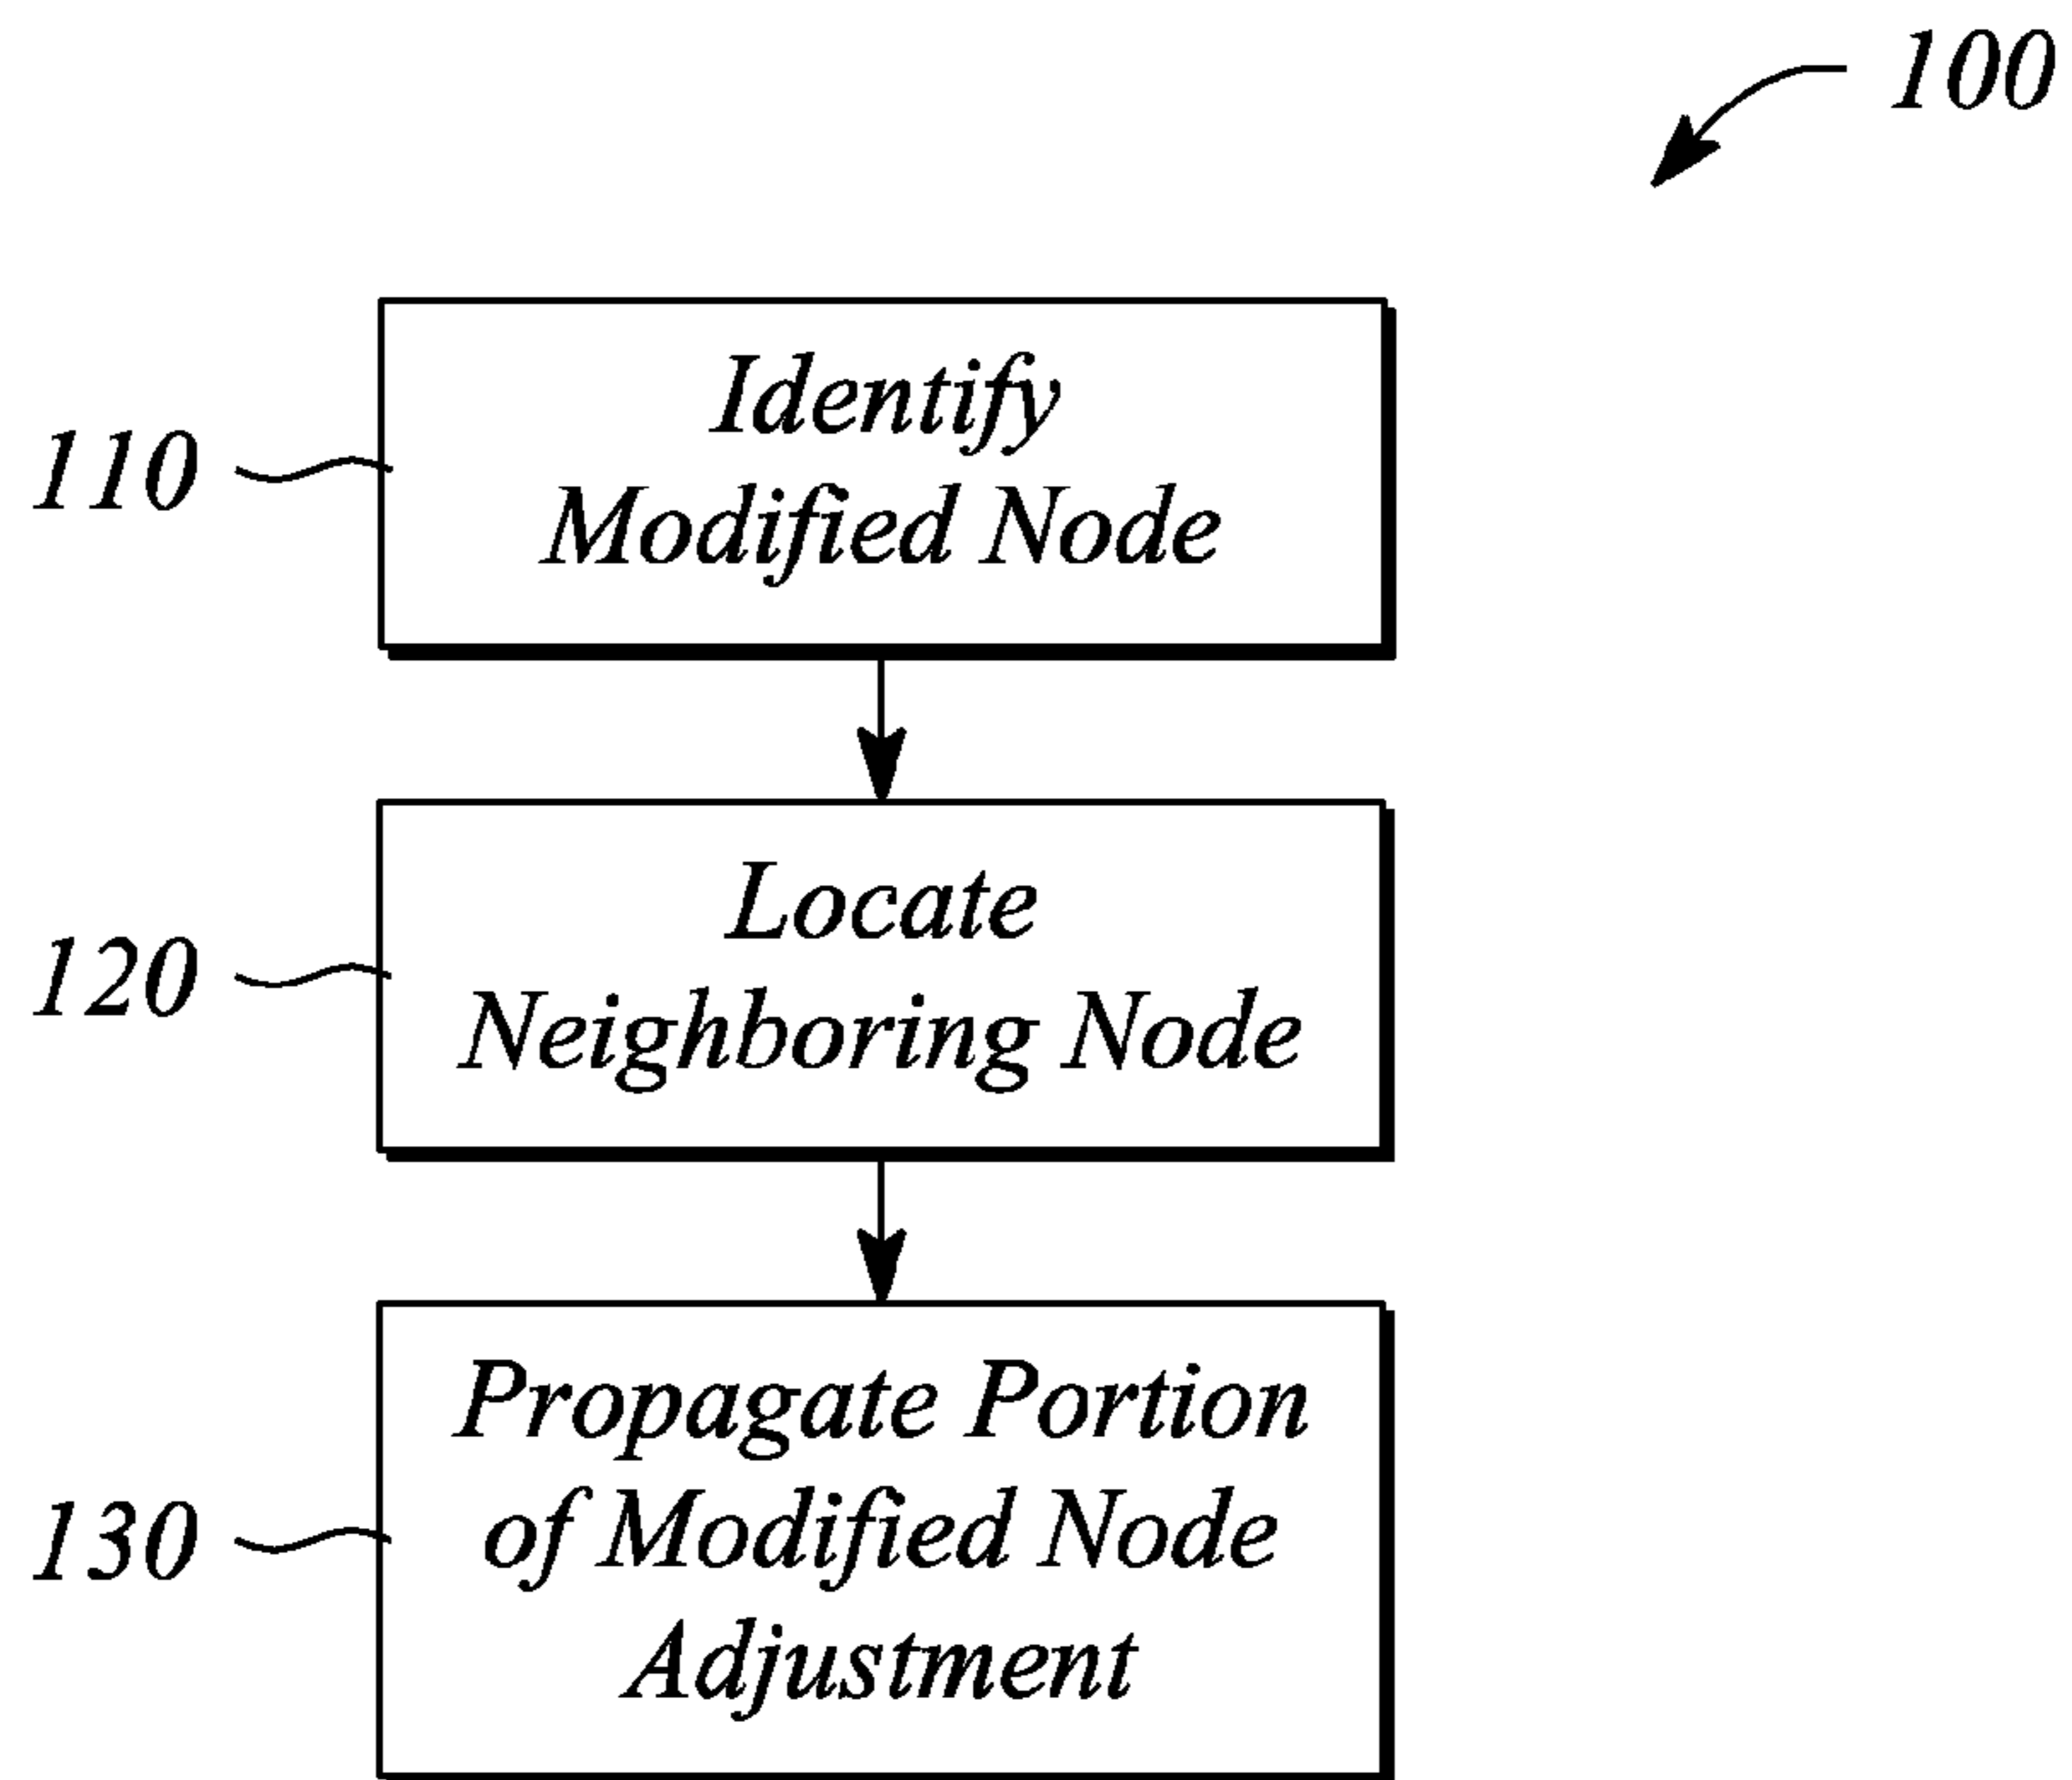 100
Identify
110
Modified Node
Locate
120
Neighboring Node
Propagate Portion
130
of Modified Node
Adjustment